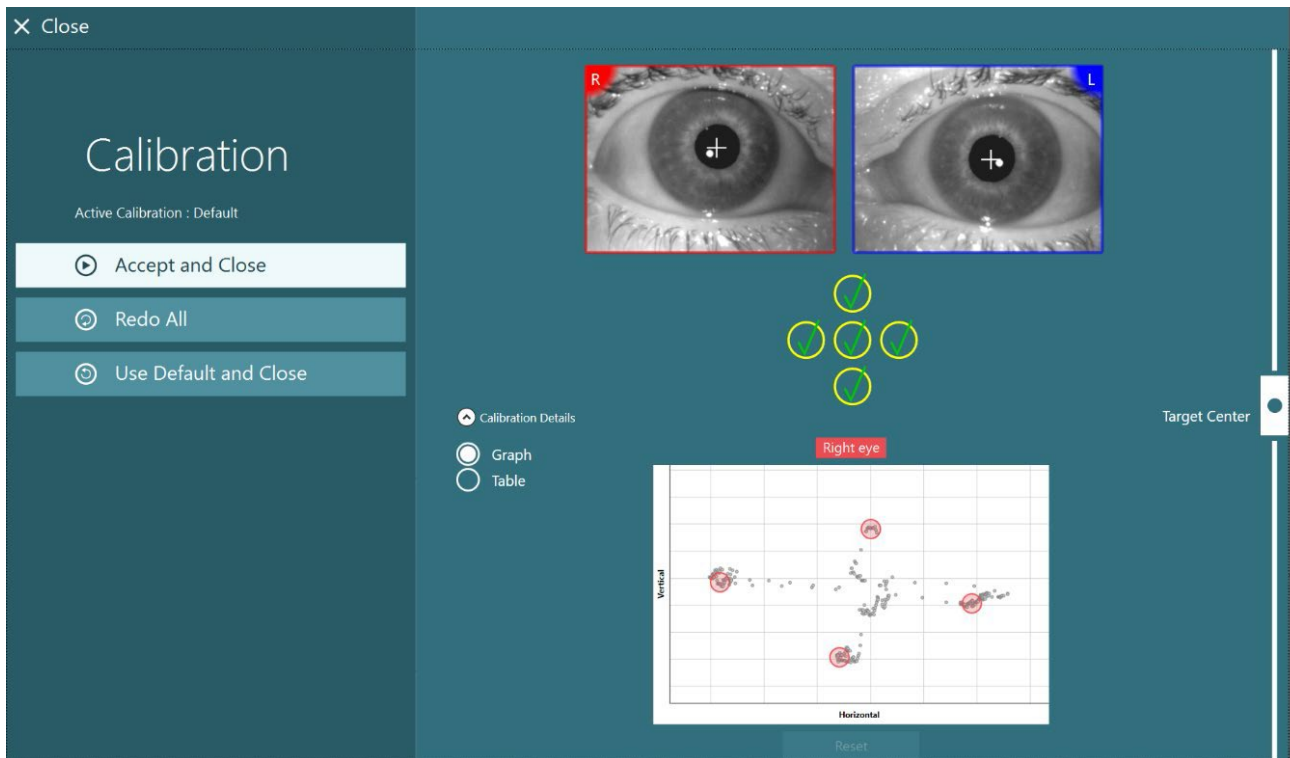 Close
Calibration
Active Calibration : Default
Accept and Close
Redo All
Use Default and Close
R
L
Calibration Details
Graph
Table
Target Center
Right eye
Vertical
Horizontal
Reset